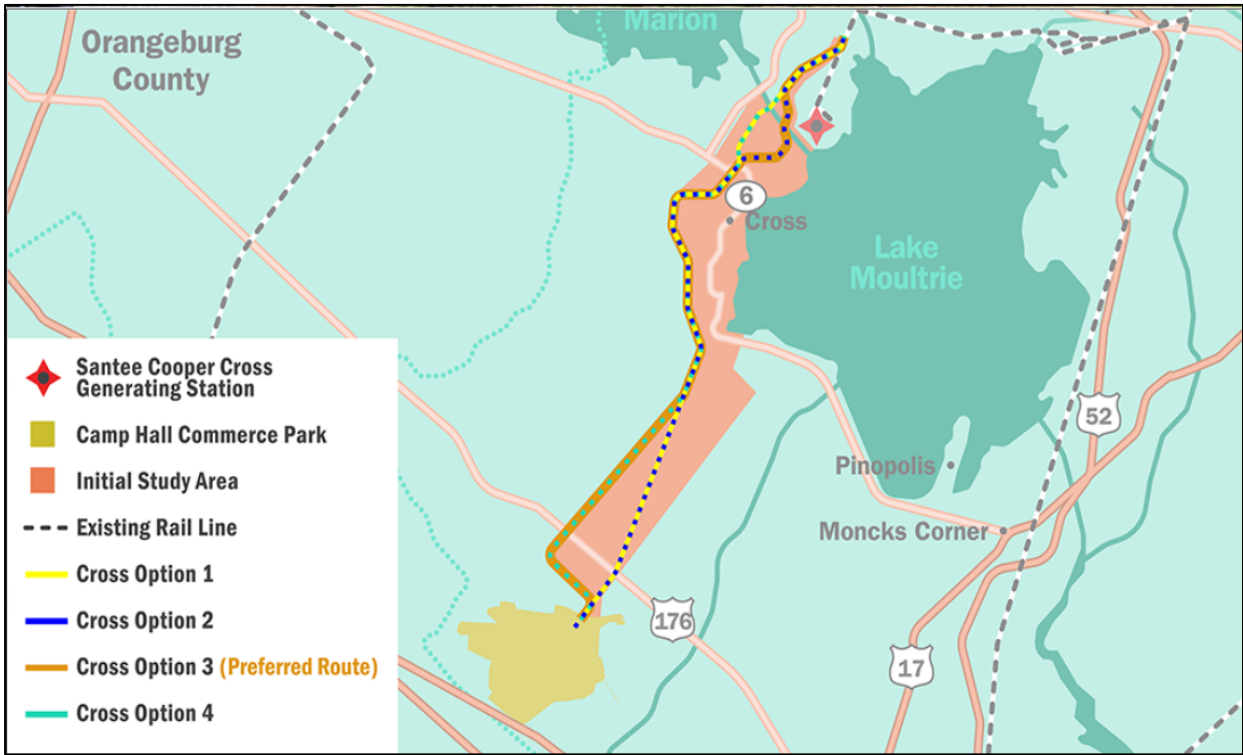 Marion
Orangeburg
County
6
Cross
Lake
Moultrie
Santee Cooper Cross
Generating Station
Camp Hall Commerce Park
Initial Study Area
Existing Rail Line
Cross Option 1
Cross Option 2
Cross Option 3 (Preferred Route)
Cross Option 4
52
Pinopolis
Moncks Corner
176
17